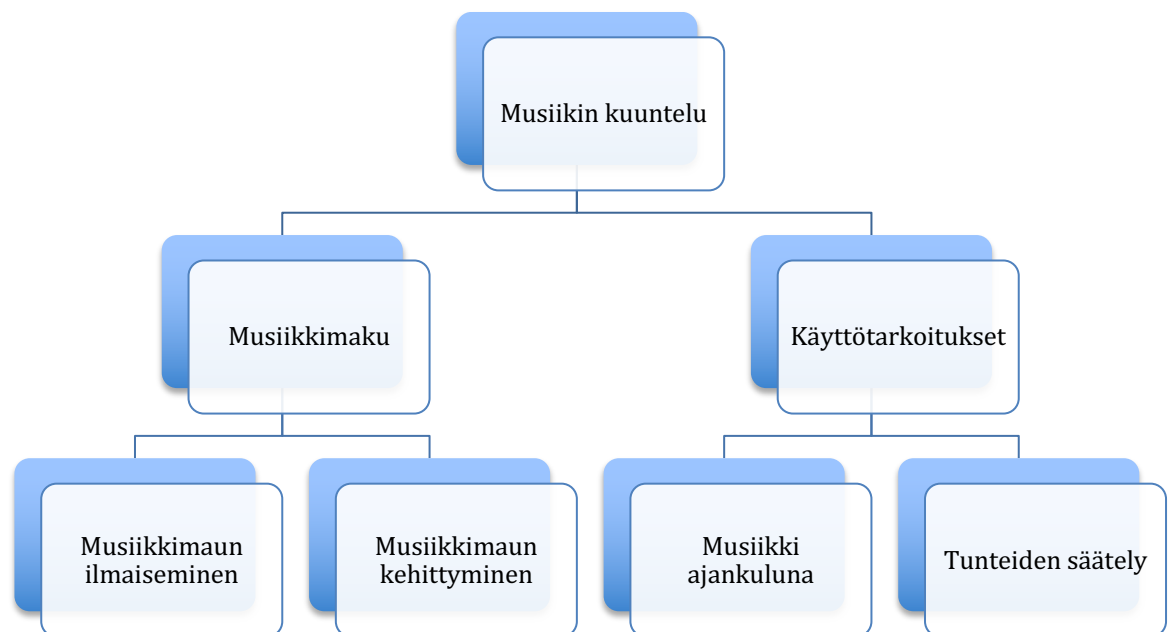 Musiikin kuuntelu
Musiikkimaku
Käyttötarkoitukset
Musiikkimaun
ilmaiseminen
Musiikkimaun
kehittyminen
Musiikki
ajankuluna
Tunteiden säätely